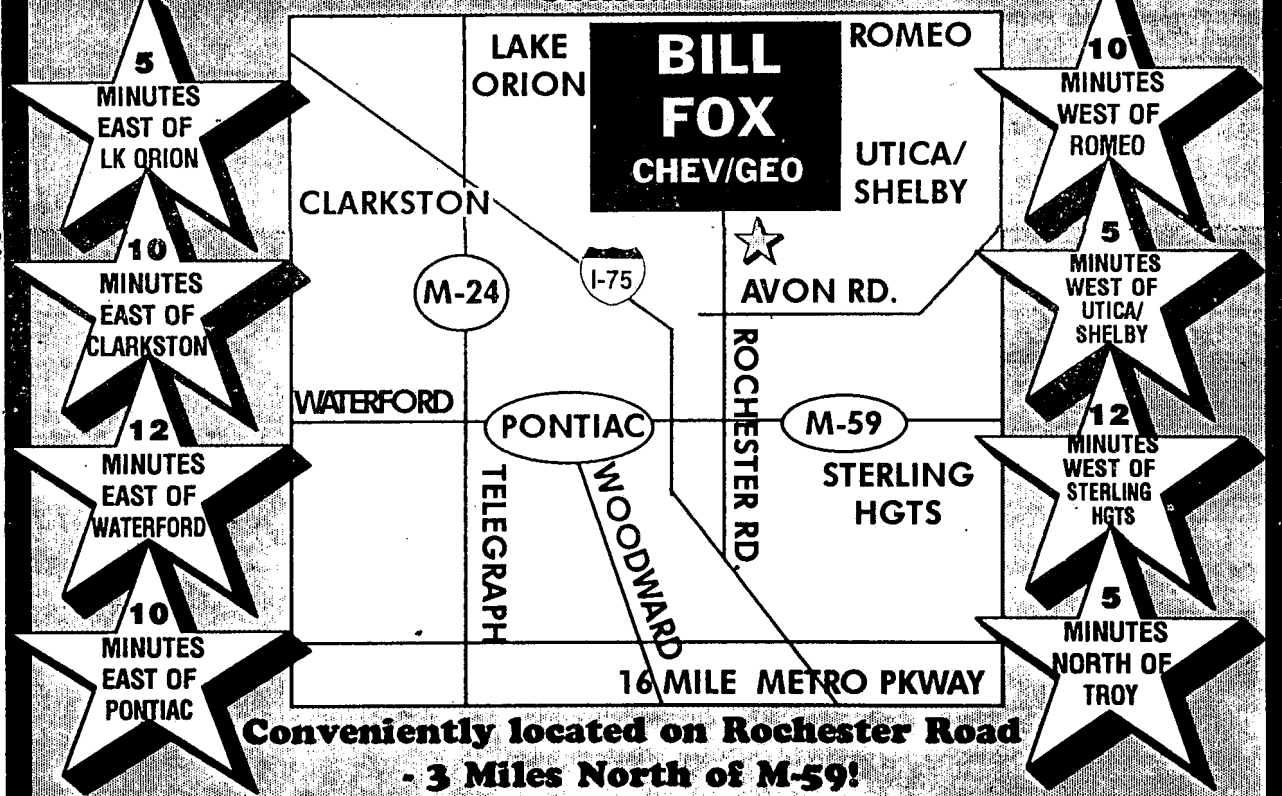 5
MINUTES
EAST OF
LK ORION
10
MINUTES
EAST OF
CLARKSTON
12
MINUTES
EAST OF
WATERFORD
10
MINUTES
EAST OF
PONTIAC
LAKE
ORION
BILL
FOX
CHEV/GEO
ROMEO
UTICA/
SHELBY
CLARKSTON
M-24
I-75
AVON RD.
WATERFORD
PONTIAC
M-59
ROCHESTER RD.
STERLING
HGTS
TELEGRAPH
WOODWARD
16 MILE METRO PKWAY
10
MINUTES
WEST OF
ROMEO
5
MINUTES
WEST OF
UTICA/
SHELBY
12
MINUTES
WEST OF
STERLING
HGTS
5
MINUTES
NORTH OF
TROY
Conveniently located on Rochester Road
- 3 Miles North of M-59!